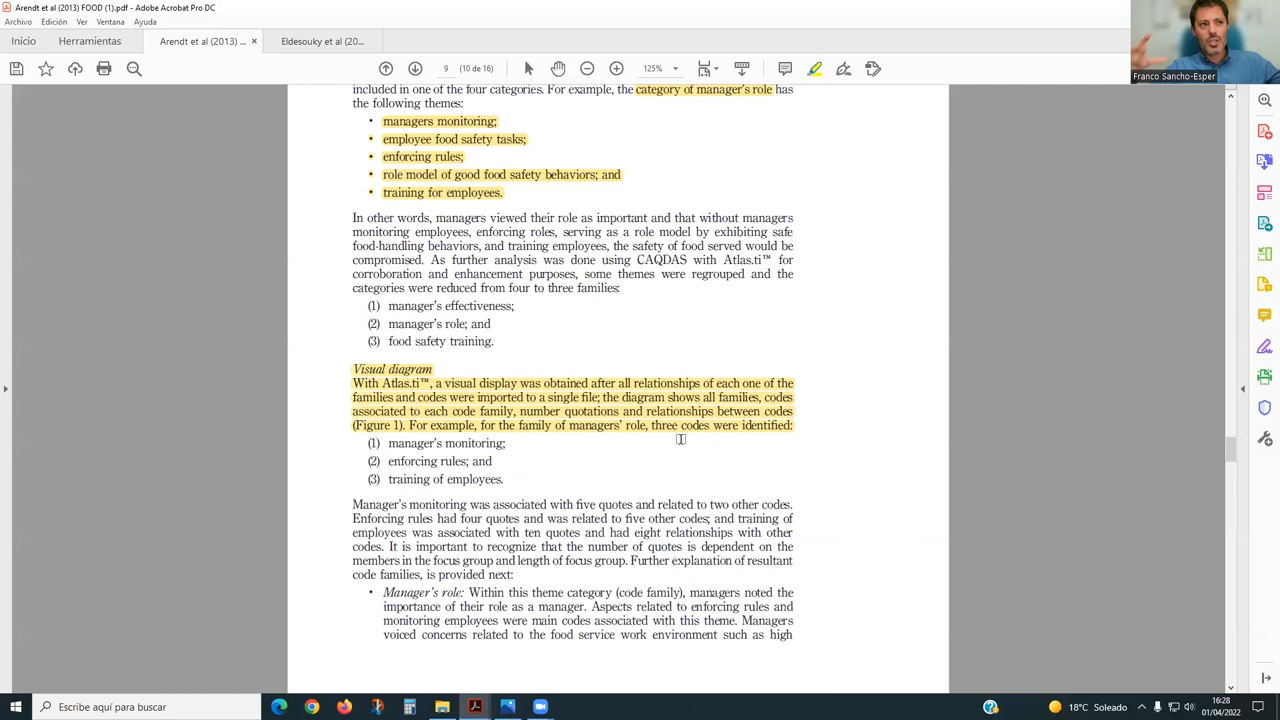 Arendt et al (2013) FOOD (1).pdf - Adobe Acrobat Pro DC
Archivo Edición Ver Ventana Ayuda
Inicio Herramientas Arendt et al (2013) ... × Eldesouky et al (20...
9 (10 de 16) 125%
Franco Sancho-Esper
included in one of the four categories. For example, the category of manager's role has
the following themes:
• managers monitoring;
• employee food safety tasks;
• enforcing rules;
• role model of good food safety behaviors; and
• training for employees.
In other words, managers viewed their role as important and that without managers
monitoring employees, enforcing roles, serving as a role model by exhibiting safe
food-handling behaviors, and training employees, the safety of food served would be
compromised. As further analysis was done using CAQDAS with Atlas.ti™ for
corroboration and enhancement purposes, some themes were regrouped and the
categories were reduced from four to three families:
(1) manager's effectiveness;
(2) manager's role; and
(3) food safety training.
Visual diagram
With Atlas.ti™, a visual display was obtained after all relationships of each one of the
families and codes were imported to a single file; the diagram shows all families, codes
associated to each code family, number quotations and relationships between codes
(Figure 1). For example, for the family of managers' role, three codes were identified:
(1) manager's monitoring;
(2) enforcing rules; and
(3) training of employees.
Manager's monitoring was associated with five quotes and related to two other codes.
Enforcing rules had four quotes and was related to five other codes; and training of
employees was associated with ten quotes and had eight relationships with other
codes. It is important to recognize that the number of quotes is dependent on the
members in the focus group and length of focus group. Further explanation of resultant
code families, is provided next:
• Manager's role: Within this theme category (code family), managers noted the
importance of their role as a manager. Aspects related to enforcing rules and
monitoring employees were main codes associated with this theme. Managers
voiced concerns related to the food service work environment such as high
Escribe aquí para buscar
18°C Soleado
16:28
01/04/2022